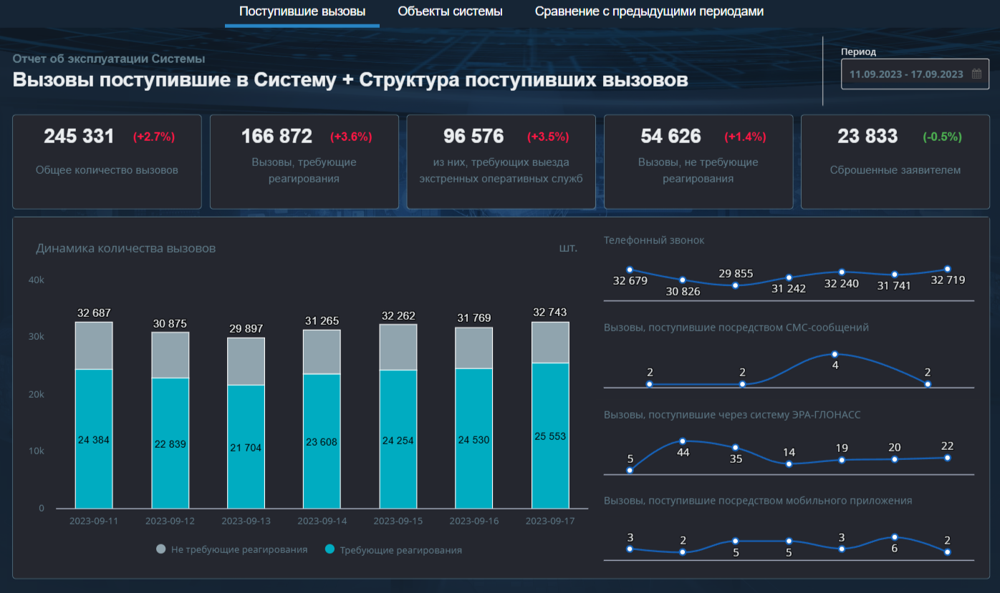 Поступившие вызовы Объекты системы Сравнение с предыдущими периодами
Отчет об эксплуатации Системы
Вызовы поступившие в Систему + Структура поступивших вызовов
Период
11.09.2023 - 17.09.2023
245 331 (+2.7%)
Общее количество вызовов
166 872 (+3.6%)
Вызовы, требующие
реагирования
96 576 (+3.5%)
из них, требующих выезда
экстренных оперативных служб
54 626 (+1.4%)
Вызовы, не требующие
реагирования
23 833 (-0.5%)
Сброшенные заявителем
Динамика количества вызовов шт.
40k
30k
20k
10k
0
32 687 30 875 29 897 31 265 32 262 31 769 32 743
24 384 22 839 21 704 23 608 24 254 24 530 25 553
2023-09-11 2023-09-12 2023-09-13 2023-09-14 2023-09-15 2023-09-16 2023-09-17
Не требующие реагирования Требующие реагирования
Телефонный звонок
32 679 30 826 29 855 31 242 32 240 31 741 32 719
Вызовы, поступившие посредством СМС-сообщений
2 2 4 2
Вызовы, поступившие через систему ЭРА-ГЛОНАСС
5 44 35 14 19 20 22
Вызовы, поступившие посредством мобильного приложения
3 2 5 5 3 6 2